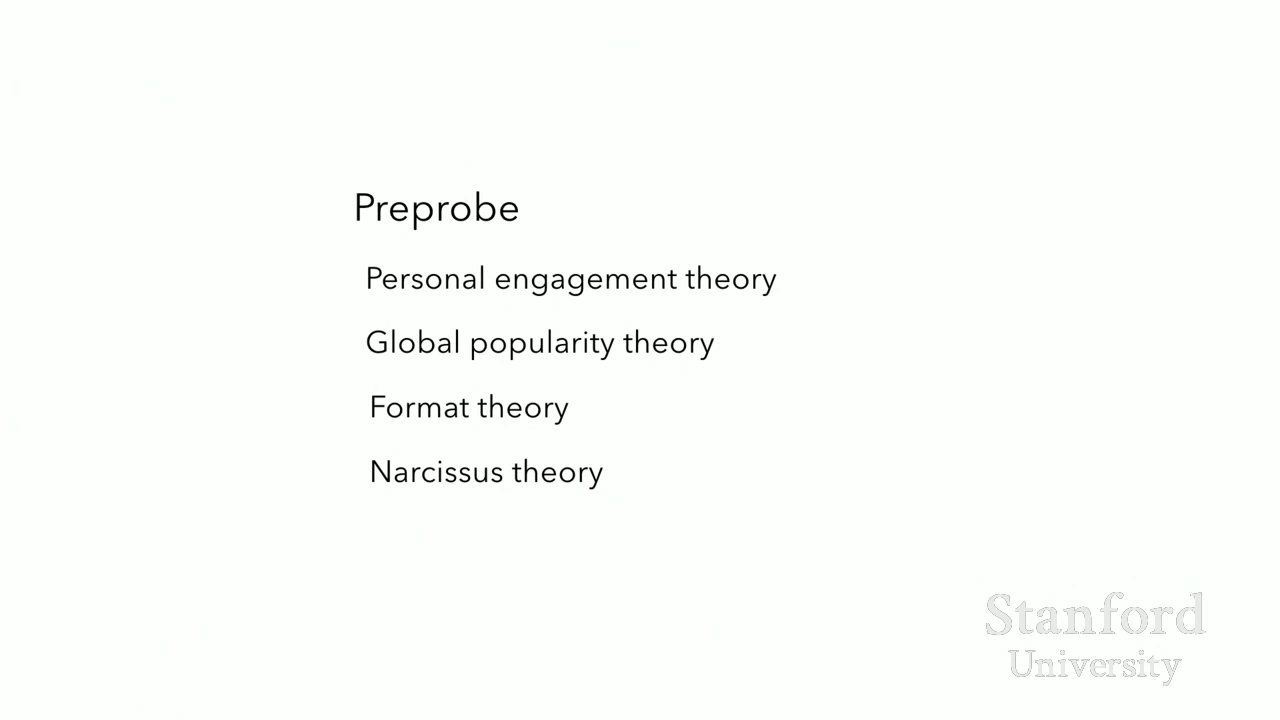 Preprobe
Personal engagement theory
Global popularity theory
Format theory
Narcissus theory
Stanford
University